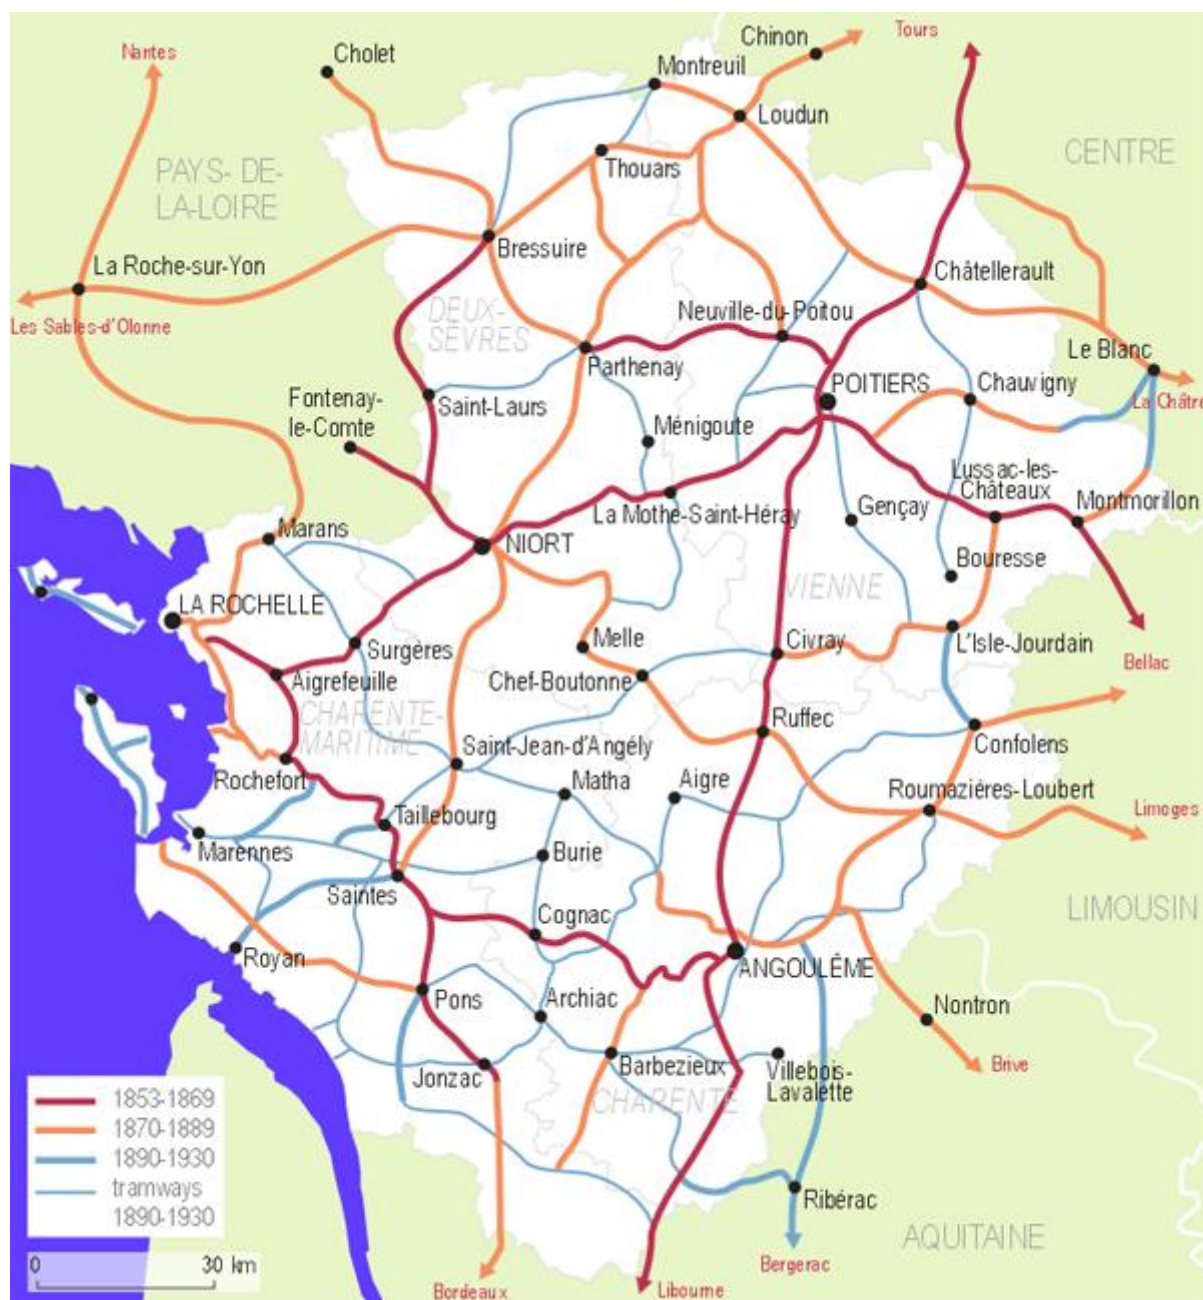 Nantes
Cholet
Chinon
Tours
Montreuil
Loudun
CENTRE
Thouars
PAYS- DE-
LA-LOIRE
La Roche-sur-Yon
Bressuire
Châtellerault
Les Sables-d'Olonne
DEUX-
SÈVRES
Neuville-du-Poitou
Le Blanc
Parthenay
POITIERS
Chauvigny
La Châtre
Fontenay-
le-Comte
Saint-Laurs
Ménigoute
Lussac-les-
Châteaux
La Mothe-Saint-Héray
Gençay
Montmorillon
Marans
NIORT
Bouresse
VIENNE
LA ROCHELLE
Surgères
Melle
Civray
L'Isle-Jourdain
Bellac
Aigrefeuille
Chef-Boutonne
CHARENTE-
MARITIME
Ruffec
Confolens
Saint-Jean-d'Angély
Rochefort
Matha
Aigre
Roumazières-Loubert
Limoges
Taillebourg
Marennes
Burie
Saintes
Cognac
LIMOUSIN
Royan
ANGOULÊME
Pons
Archiac
Nontron
Jonzac
Barbezieux
Villebois-
Lavalette
Brive
CHARENTE
1853-1869
1870-1889
1890-1930
tramways
1890-1930
Ribérac
AQUITAINE
0 30 km
Bordeaux
Libourne
Bergerac